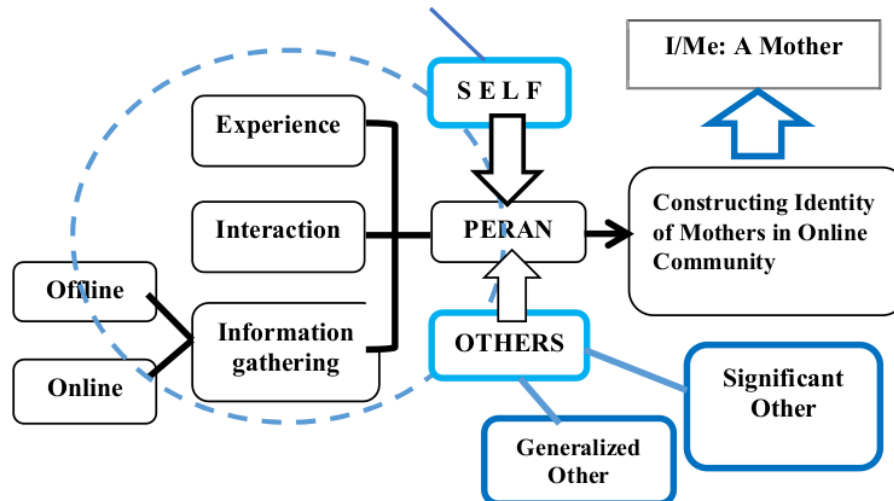 I/Me: A Mother
S E L F
Experience
Interaction
PERAN
Constructing Identity
of Mothers in Online
Community
Offline
Online
Information
gathering
OTHERS
Significant
Other
Generalized
Other